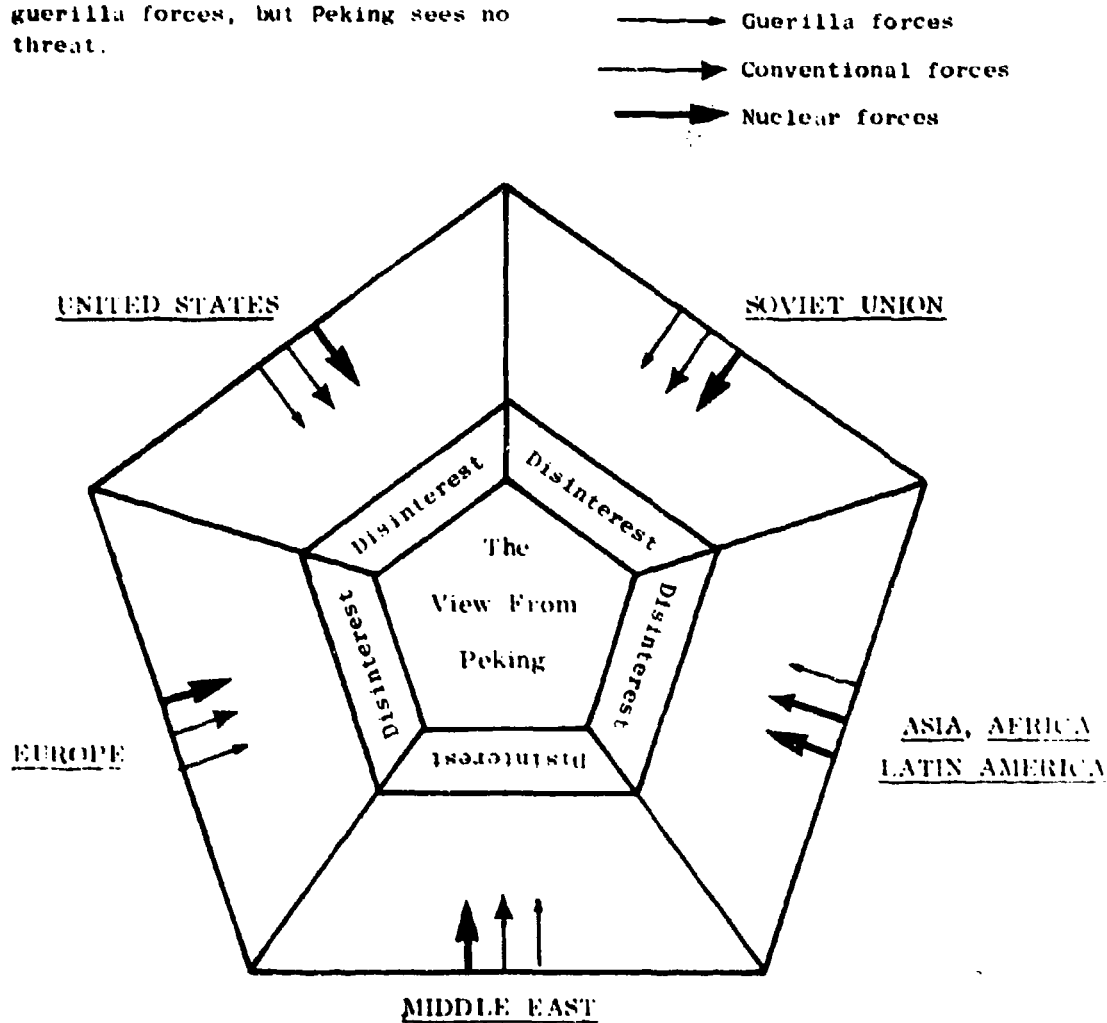 guerilla forces, but Peking sees no
threat.
Guerilla forces
Conventional forces
Nuclear forces
UNITED STATES
SOVIET UNION
Disinterest
Disinterest
The
View From
Peking
Disinterest
Disinterest
EUROPE
ASIA, AFRICA
LATIN AMERICA
Disinterest
MIDDLE EAST